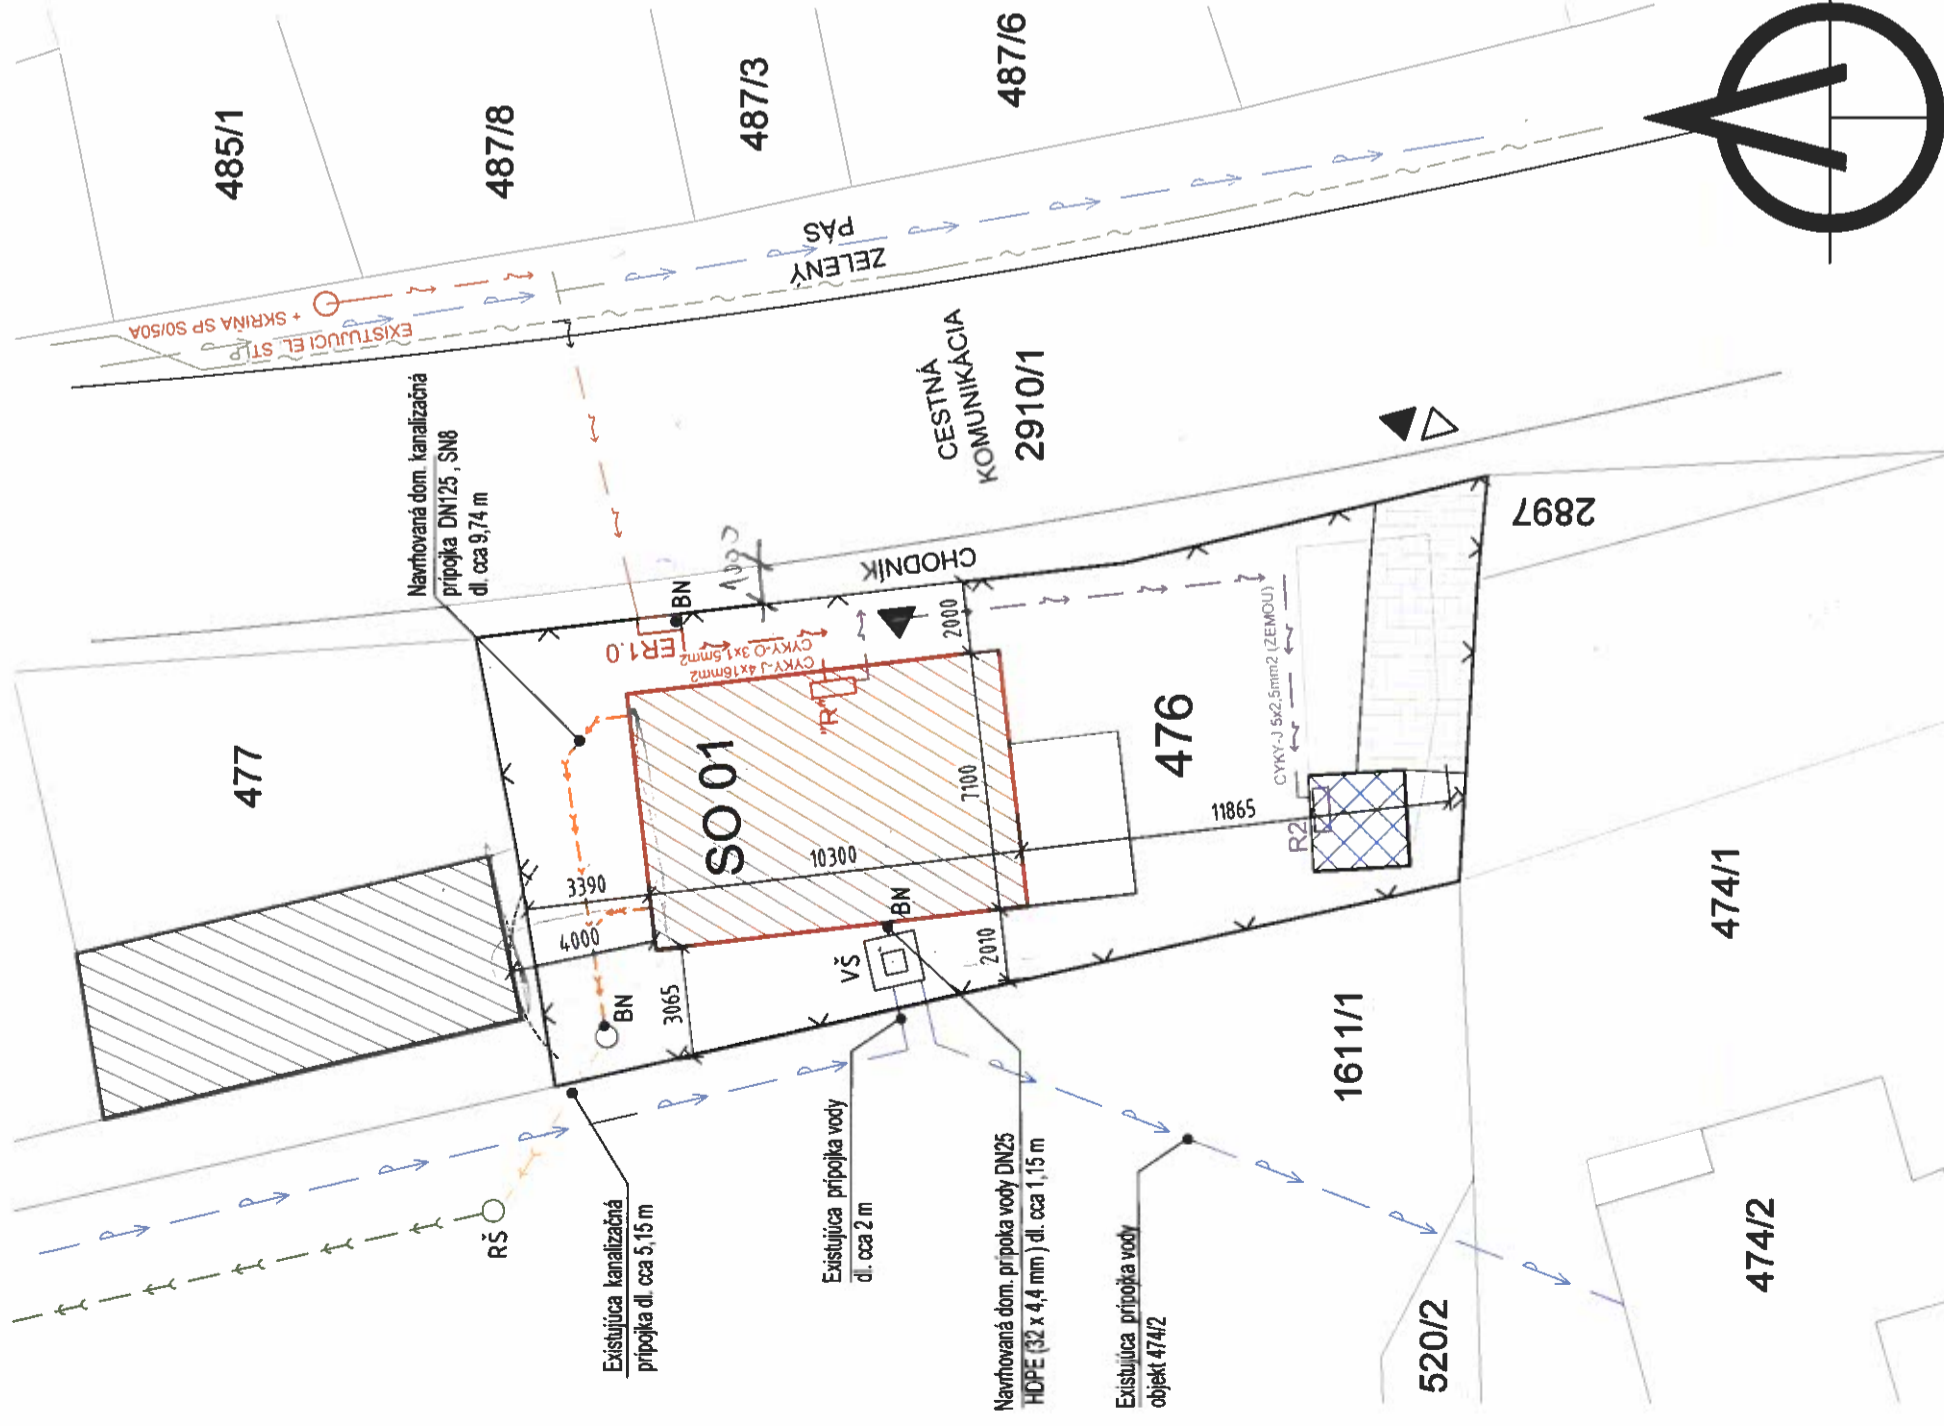 485/1
487/8
487/3
487/6
EXISTUJUCI EL. STĹP
+ SKRIŇA SP S0/50A
ZELENÝ
PÁS
Navrhovaná dom. kanalizačná
prípojka DN125 , SN8
dl. cca 9,74 m
CESTNÁ
KOMUNIKÁCIA
2910/1
CHODNÍK
1000
2897
477
BN
ER1.0
CYKY-O 3x1,5mm2
CYKY-J 4x16mm2
"R"
2000
SO 01
476
7100
10300
11865
CYKY-J 5x2,5mm2 (ZEMOU)
R2
3390
4000
3065
2010
BN
VŠ
BN
474/1
1611/1
RŠ
Existujúca kanalizačná
prípojka dl. cca 5,15 m
Existujúca prípojka vody
dl. cca 2 m
Navrhovaná dom. prípoka vody DN25
HDPE (32 x 4,4 mm ) dl. cca 1,15 m
Existujúca prípojka vody
objekt 474/2
520/2
474/2